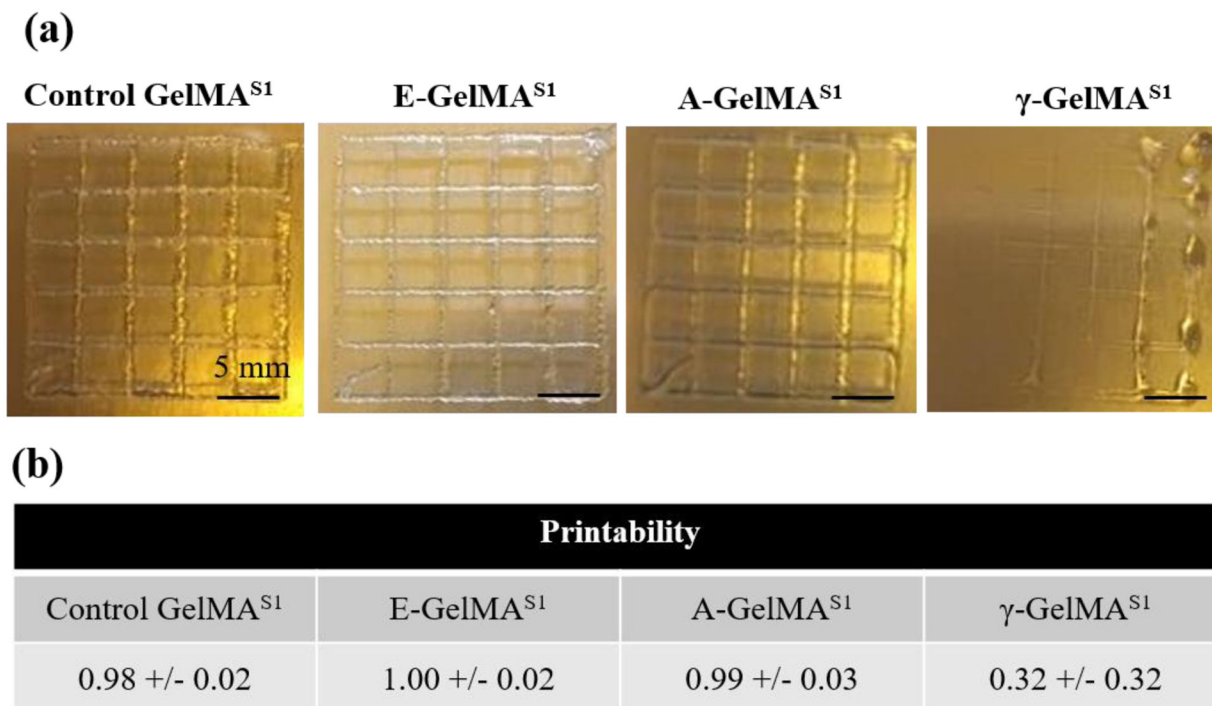 (a)
Control GelMA^S1 E-GelMA^S1 A-GelMA^S1 γ-GelMA^S1
5 mm
(b)
Printability
Control GelMA^S1 E-GelMA^S1 A-GelMA^S1 γ-GelMA^S1
0.98 +/- 0.02 1.00 +/- 0.02 0.99 +/- 0.03 0.32 +/- 0.32